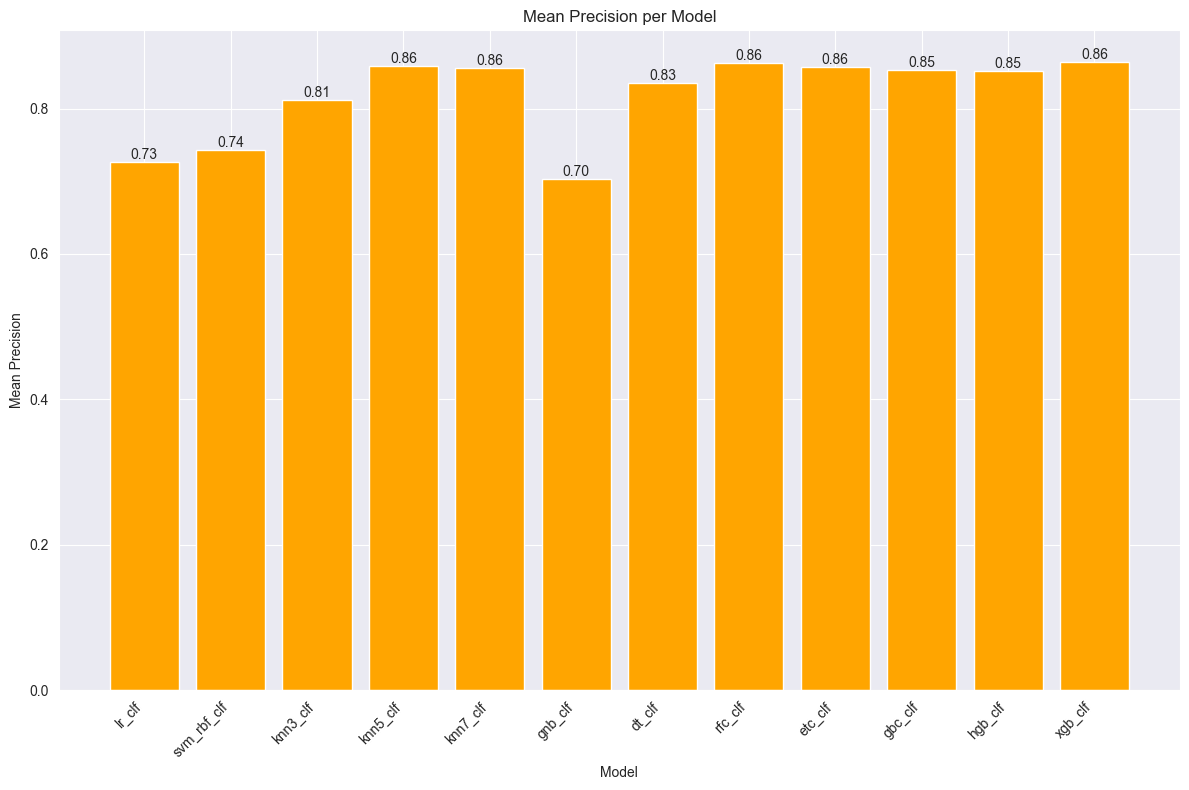 Mean Precision per Model
Mean Precision
0.8
0.6
0.4
0.2
0.0
0.73
0.74
0.81
0.86
0.86
0.70
0.83
0.86
0.86
0.85
0.85
0.86
lr_clf
svm_rbf_clf
knn3_clf
knn5_clf
knn7_clf
gnb_clf
dt_clf
rfc_clf
etc_clf
gbc_clf
hgb_clf
xgb_clf
Model